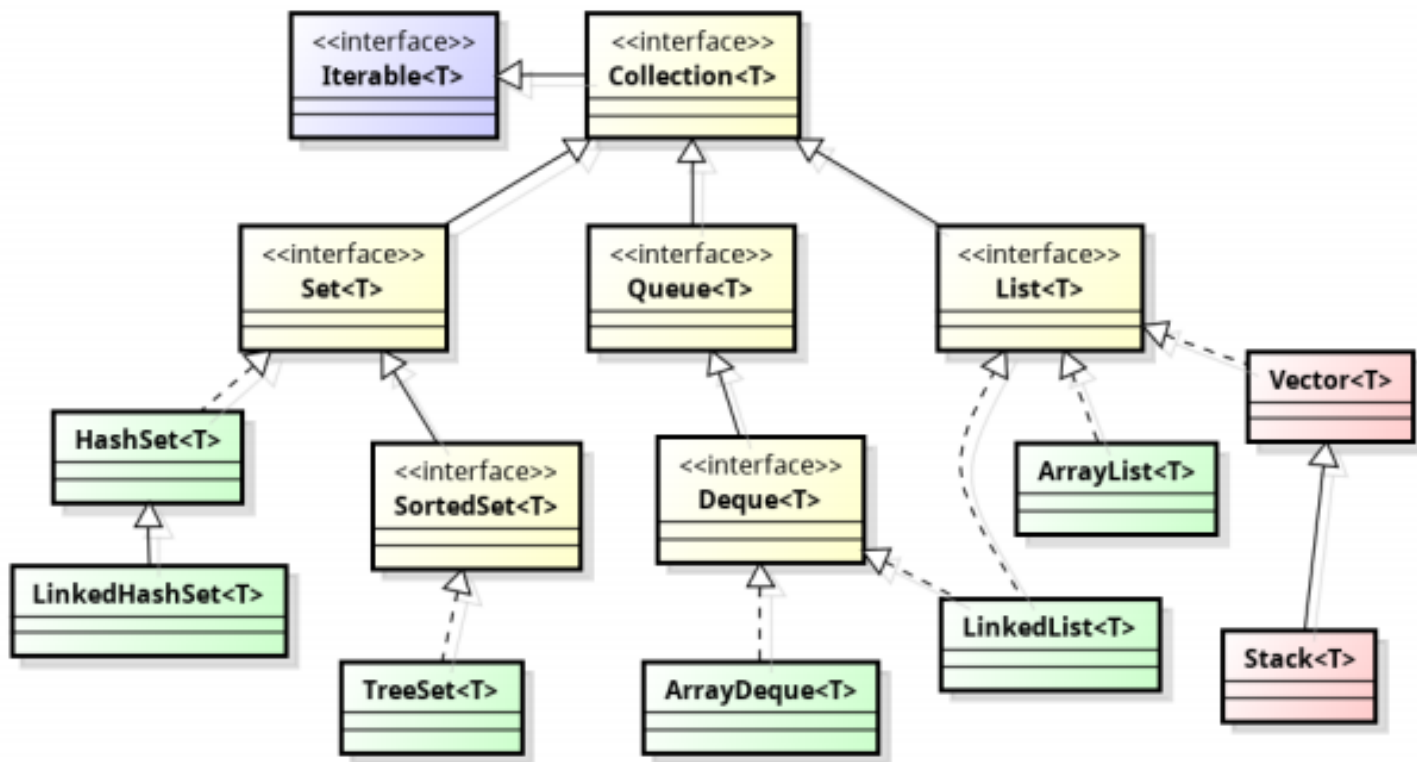 <<interface>>
Iterable<T>
<<interface>>
Collection<T>
<<interface>>
Set<T>
<<interface>>
Queue<T>
<<interface>>
List<T>
Vector<T>
HashSet<T>
<<interface>>
SortedSet<T>
<<interface>>
Deque<T>
ArrayList<T>
LinkedHashSet<T>
LinkedList<T>
Stack<T>
TreeSet<T>
ArrayDeque<T>